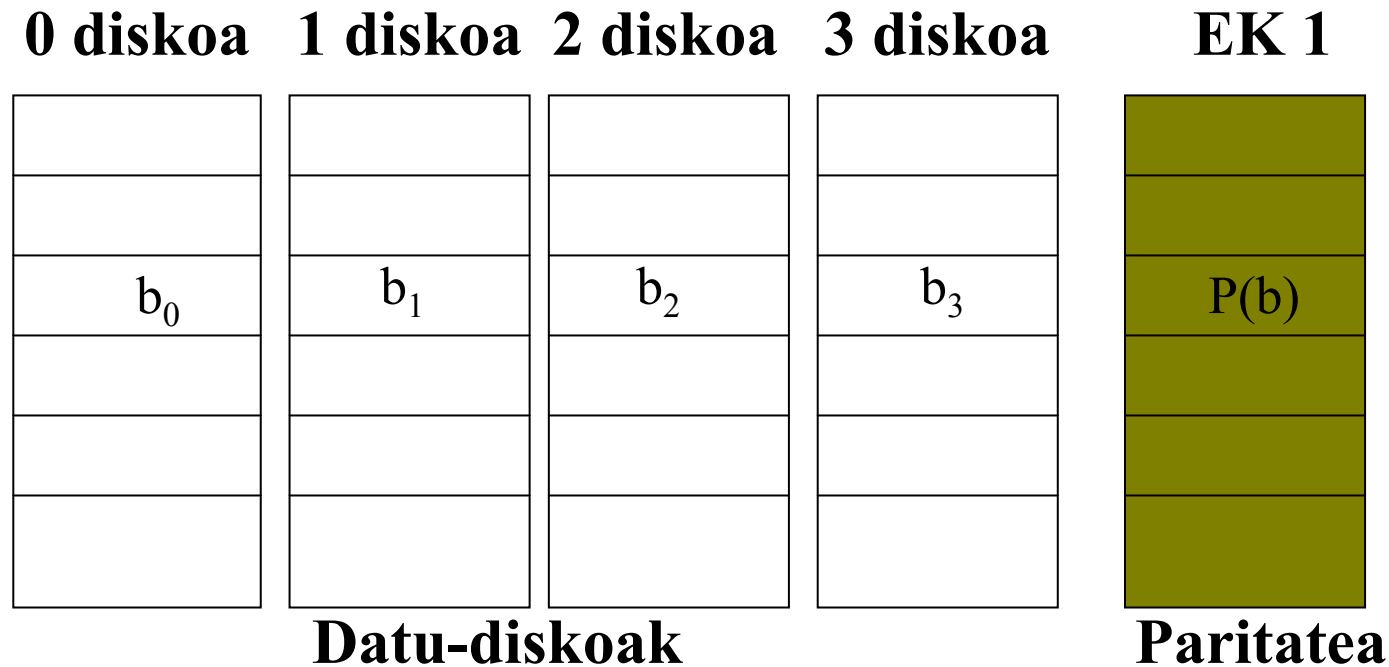 0 diskoa 1 diskoa 2 diskoa 3 diskoa EK 1
b₀ b₁ b₂ b₃ P(b)
Datu-diskoak Paritatea